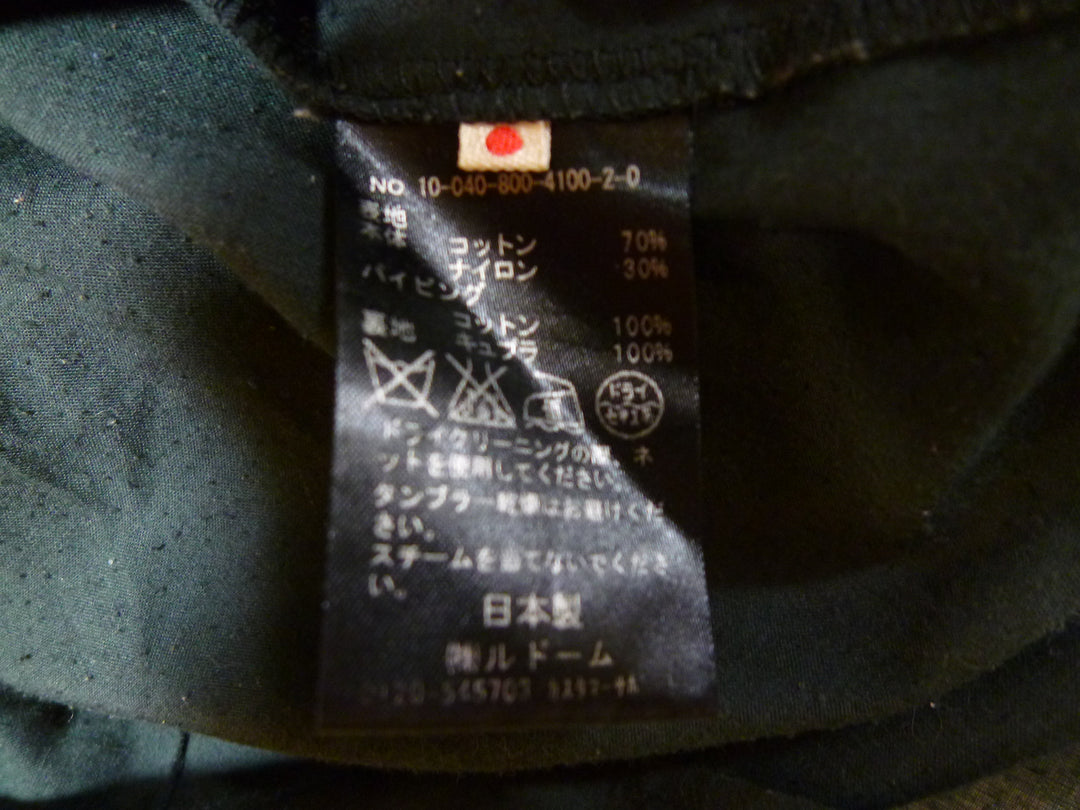 NO 10-040-800-4100-2-0
表地
本体 コットン 70%
ナイロン 30%
パイピング
コットン 100%
裏地 キュプラ 100%
ドライ
ドライクリーニングの際、ネ
ットを使用してください。
タンブラー乾燥はお避けくだ
さい。
スチームを当てないでくださ
い。
日本製
㈱ルドーム